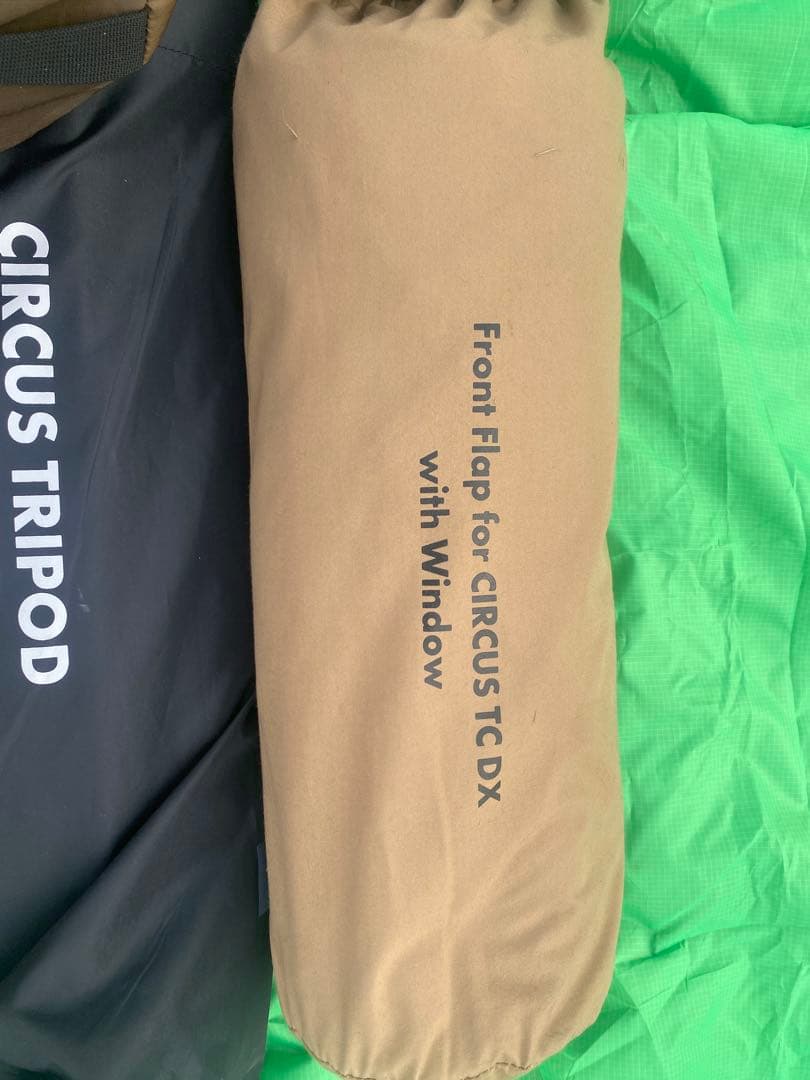 CIRCUS TRIPOD
Front Flap for CIRCUS TC DX
with Window